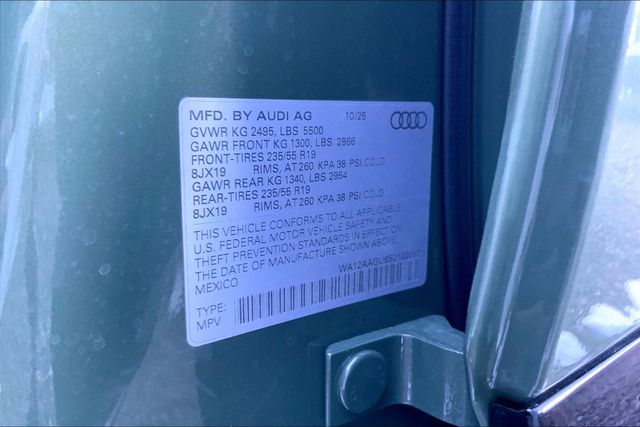 MFD. BY AUDI AG 10/25
GVWR KG 2495, LBS 5500
GAWR FRONT KG 1300, LBS 2866
FRONT-TIRES 235/55 R19
8JX19 RIMS, AT 260 KPA 38 PSI COLD
GAWR REAR KG 1340, LBS 2954
REAR-TIRES 235/55 R19
8JX19 RIMS, AT 260 KPA 38 PSI COLD
THIS VEHICLE CONFORMS TO ALL APPLICABLE
U.S. FEDERAL MOTOR VEHICLE SAFETY AND
THEFT PREVENTION STANDARDS IN EFFECT ON
THE DATE OF MANUFACTURE SHOWN ABOVE.
MEXICO
TYPE:
MPV